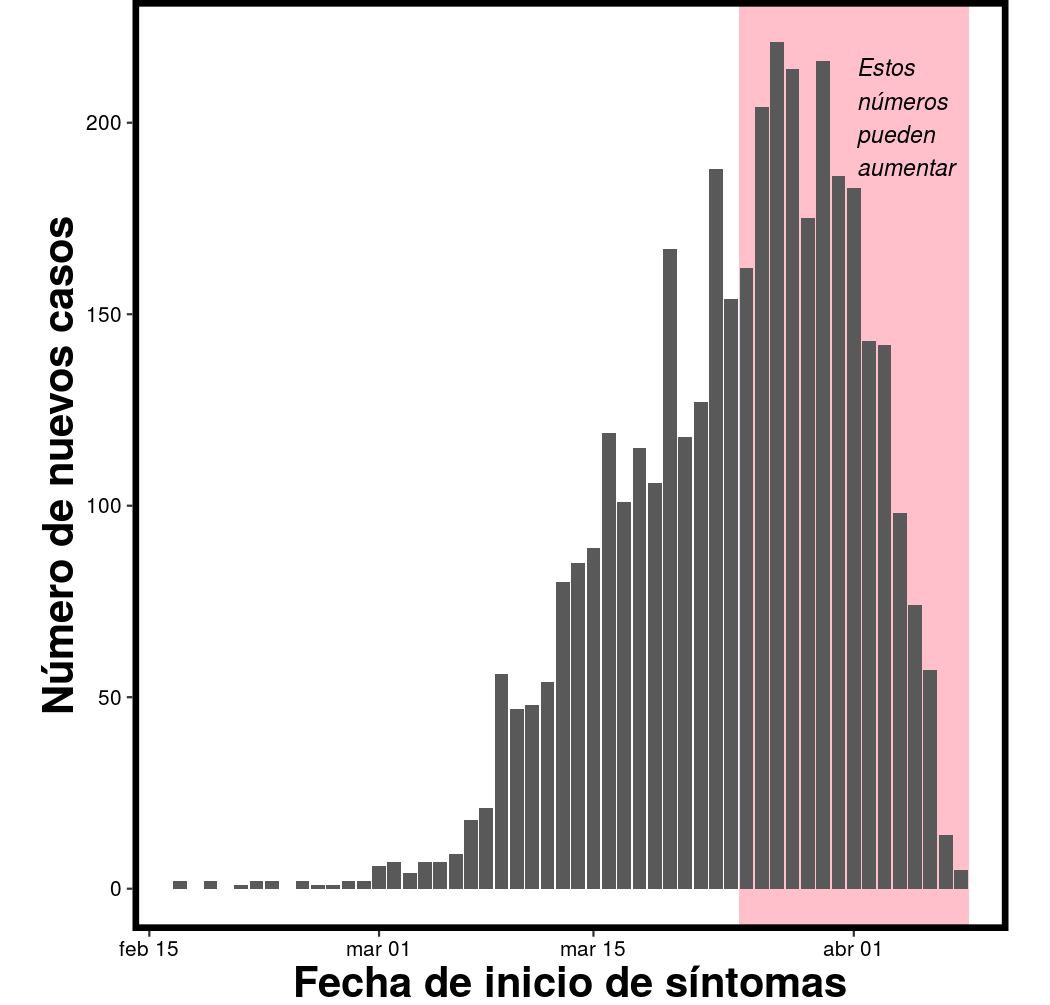 Estos
números
pueden
aumentar
200
150
100
50
0
Número de nuevos casos
feb 15
mar 01
mar 15
abr 01
Fecha de inicio de síntomas